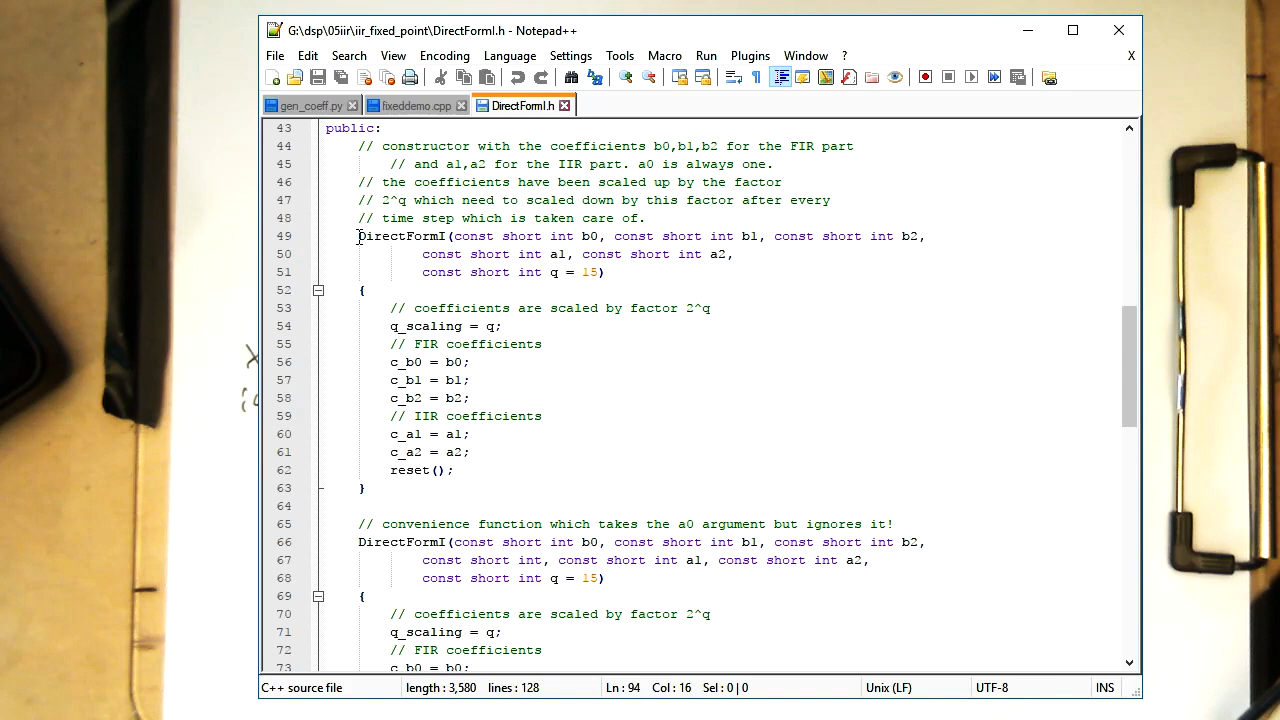 G:\dsp\05iir\iir_fixed_point\DirectFormI.h - Notepad++
File Edit Search View Encoding Language Settings Tools Macro Run Plugins Window ? X
gen_coeff.py fixeddemo.cpp DirectFormI.h
43 public:
44 // constructor with the coefficients b0,b1,b2 for the FIR part
45 // and a1,a2 for the IIR part. a0 is always one.
46 // the coefficients have been scaled up by the factor
47 // 2^q which need to scaled down by this factor after every
48 // time step which is taken care of.
49 DirectFormI(const short int b0, const short int b1, const short int b2,
50 const short int a1, const short int a2,
51 const short int q = 15)
52 {
53 // coefficients are scaled by factor 2^q
54 q_scaling = q;
55 // FIR coefficients
56 c_b0 = b0;
57 c_b1 = b1;
58 c_b2 = b2;
59 // IIR coefficients
60 c_a1 = a1;
61 c_a2 = a2;
62 reset();
63 }
64
65 // convenience function which takes the a0 argument but ignores it!
66 DirectFormI(const short int b0, const short int b1, const short int b2,
67 const short int, const short int a1, const short int a2,
68 const short int q = 15)
69 {
70 // coefficients are scaled by factor 2^q
71 q_scaling = q;
72 // FIR coefficients
73 c_b0 = b0;
C++ source file length : 3,580 lines : 128 Ln : 94 Col : 16 Sel : 0 | 0 Unix (LF) UTF-8 INS